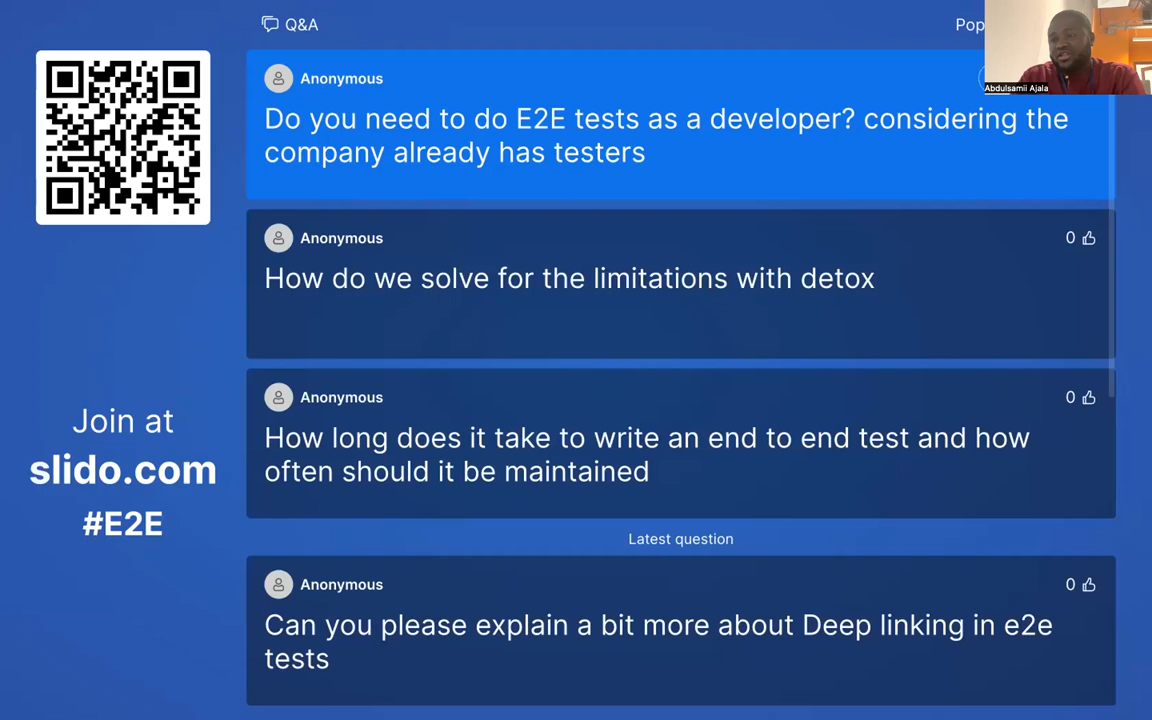 Q&A
Pop
Abdulsamii Ajala
Anonymous
Do you need to do E2E tests as a developer? considering the
company already has testers
Anonymous
0
How do we solve for the limitations with detox
Anonymous
0
How long does it take to write an end to end test and how
often should it be maintained
Join at
slido.com
#E2E
Latest question
Anonymous
0
Can you please explain a bit more about Deep linking in e2e
tests